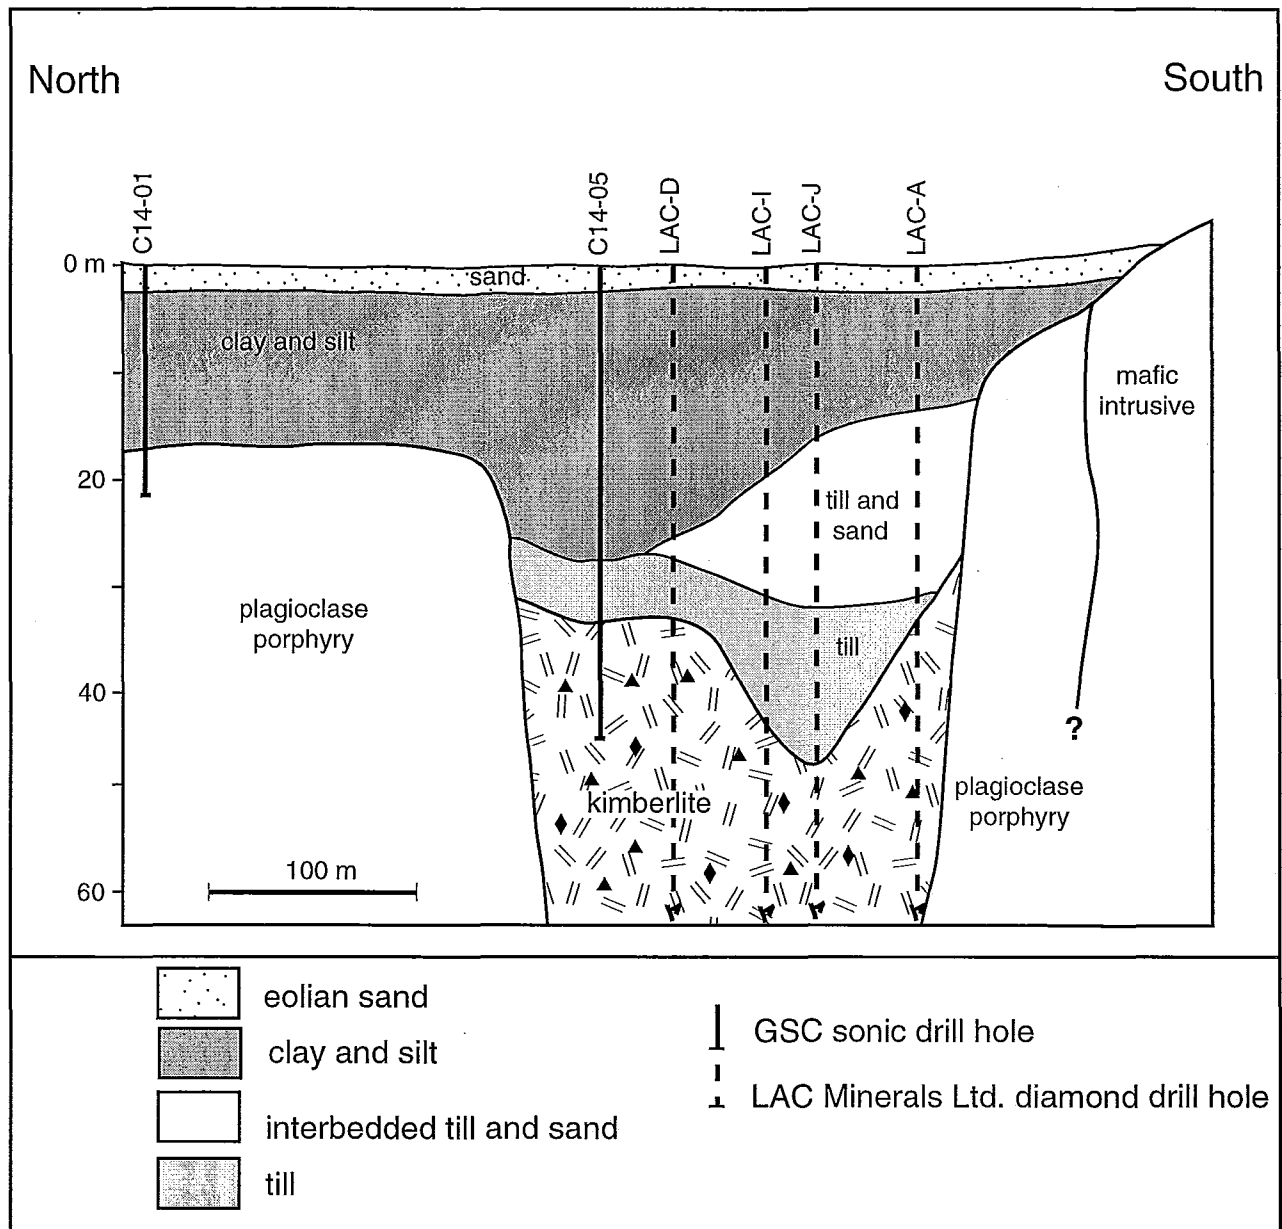 North
South
C14-01
C14-05
LAC-D
LAC-I
LAC-J
LAC-A
0 m
sand
clay and silt
mafic
intrusive
20
till and
sand
plagioclase
porphyry
till
40
?
kimberlite
plagioclase
porphyry
100 m
60
eolian sand
clay and silt
interbedded till and sand
till
GSC sonic drill hole
LAC Minerals Ltd. diamond drill hole